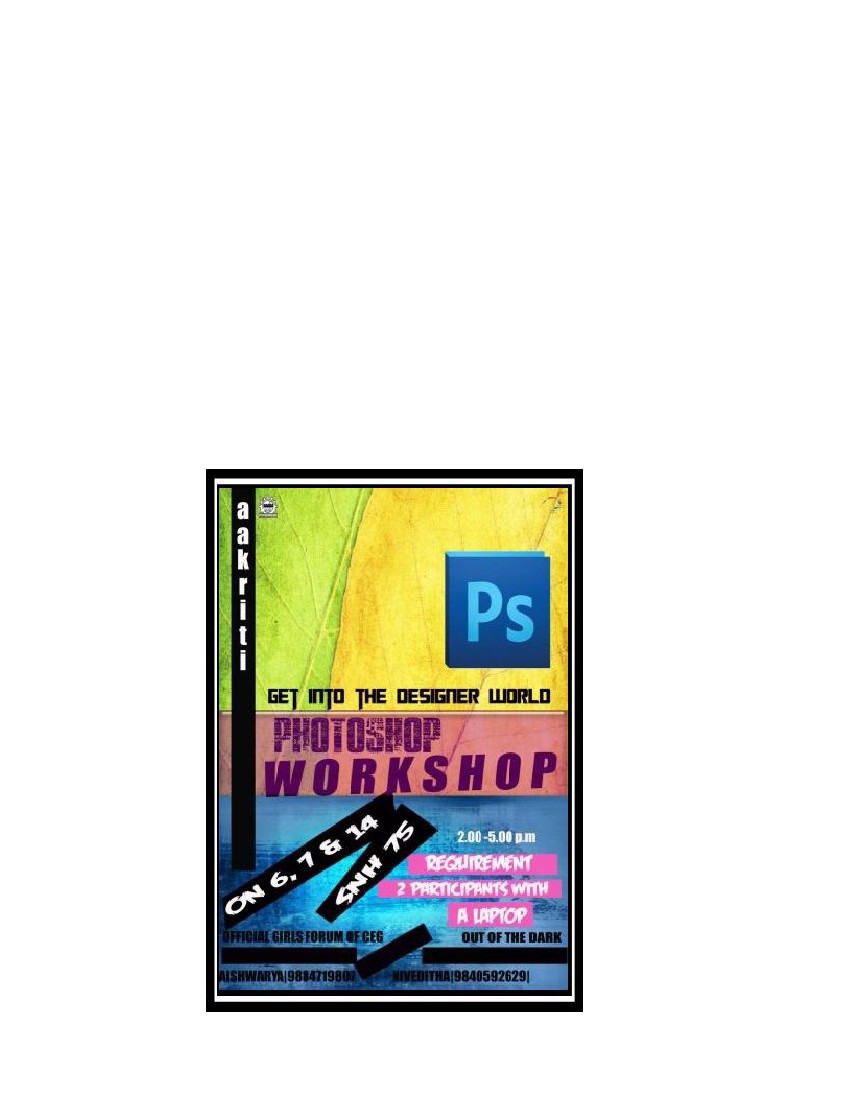 aakriti
Ps
GET INTO THE DESIGNER WORLD
PHOTOSHOP
WORKSHOP
ON 6, 7 & 14
SNH 75
2.00 -5.00 p.m
REQUIREMENT
2 PARTICIPANTS WITH
A LAPTOP
OFFICIAL GIRLS FORUM OF CEG
OUT OF THE DARK
AISHWARYA|9884719807
NIVEDITHA|9840592629|